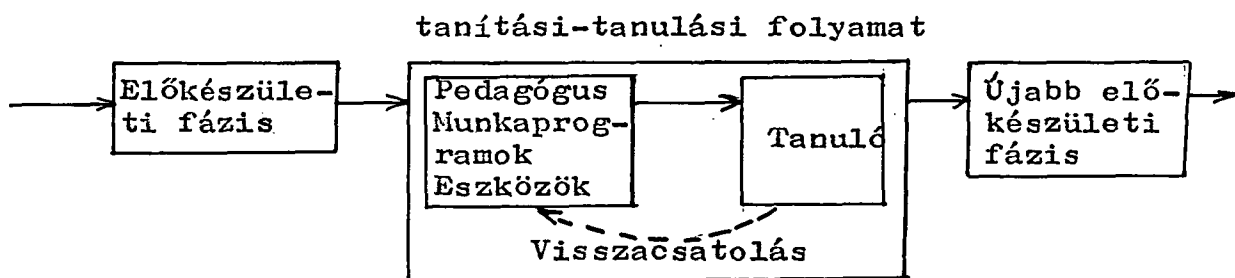 tanítási-tanulási folyamat
Előkészüle-
ti fázis
Pedagógus
Munkaprog-
ramok
Eszközök
Tanuló
Visszacsatolás
Újabb elő-
készületi
fázis